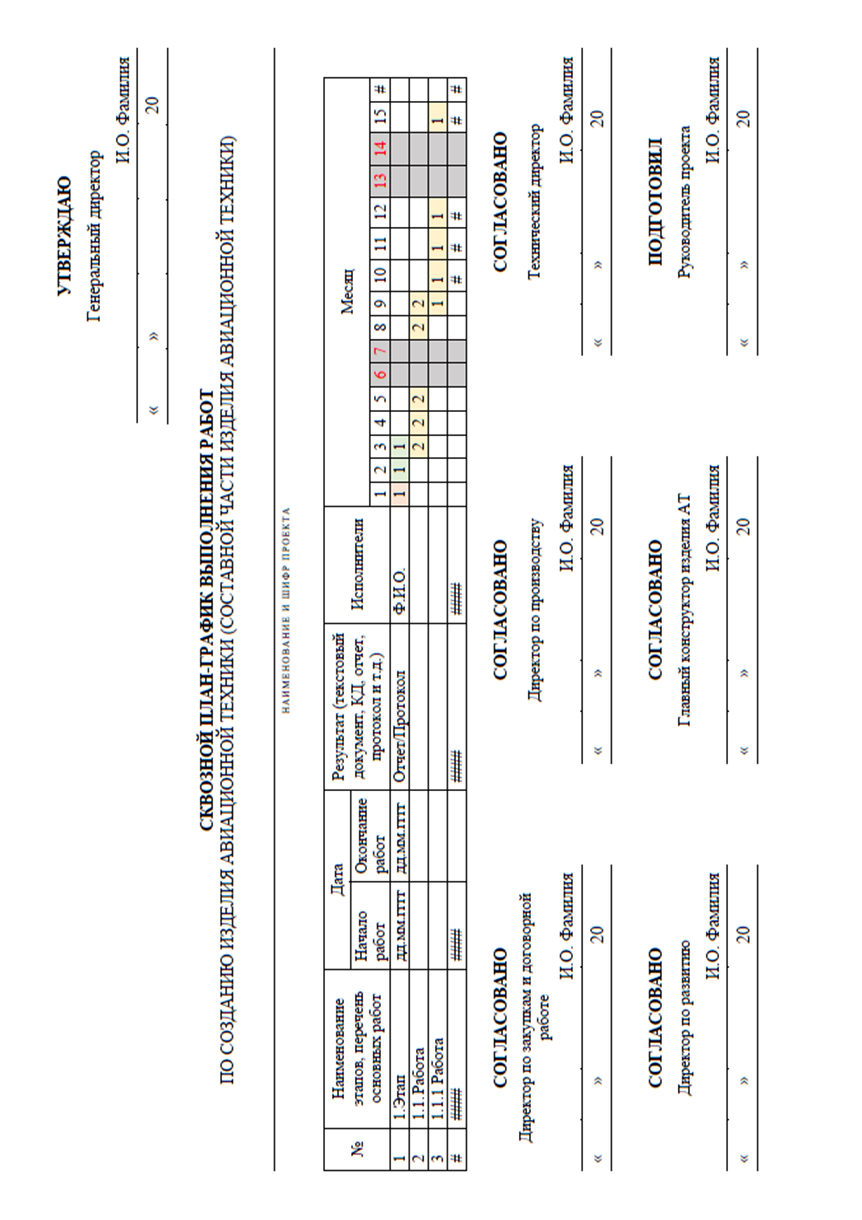 УТВЕРЖДАЮ
Генеральный директор
И.О. Фамилия
« » 20
СКВОЗНОЙ ПЛАН-ГРАФИК ВЫПОЛНЕНИЯ РАБОТ
ПО СОЗДАНИЮ ИЗДЕЛИЯ АВИАЦИОННОЙ ТЕХНИКИ (СОСТАВНОЙ ЧАСТИ ИЗДЕЛИЯ АВИАЦИОННОЙ ТЕХНИКИ)
НАИМЕНОВАНИЕ И ШИФР ПРОЕКТА
№
Наименование
этапов, перечень
основных работ
Дата
Начало
работ
Окончание
работ
Результат (текстовый
документ, КД, отчет,
протокол и т.д.)
Исполнители
Месяц
1 2 3 4 5 6 7 8 9 10 11 12 13 14 15 #
1 1.Этап дд.мм.гггг дд.мм.гггг Отчет/Протокол Ф.И.О. 1 1 1
2 1.1.Работа 2 2 2 2 2
3 1.1.1 Работа 1 1 1 1 1
# #### #### #### #### # # # # #
СОГЛАСОВАНО
Директор по закупкам и договорной
работе
И.О. Фамилия
« » 20
СОГЛАСОВАНО
Директор по производству
И.О. Фамилия
« » 20
СОГЛАСОВАНО
Технический директор
И.О. Фамилия
« » 20
СОГЛАСОВАНО
Директор по развитию
И.О. Фамилия
« » 20
СОГЛАСОВАНО
Главный конструктор изделия АТ
И.О. Фамилия
« » 20
ПОДГОТОВИЛ
Руководитель проекта
И.О. Фамилия
« » 20